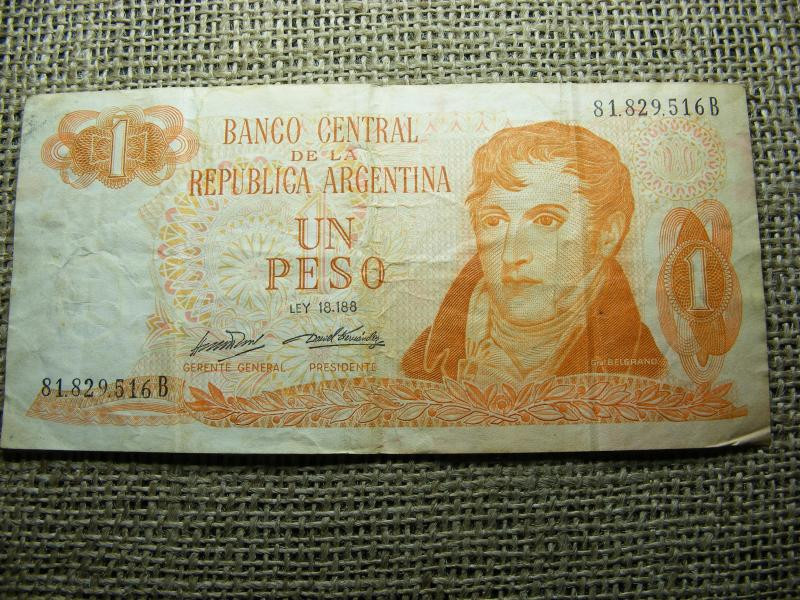 1
81.829.516 B
BANCO CENTRAL
DE LA
REPUBLICA ARGENTINA
UN
PESO
LEY 18.188
1
GERENTE GENERAL
PRESIDENTE
GRAL. BELGRANO
81.829.516 B